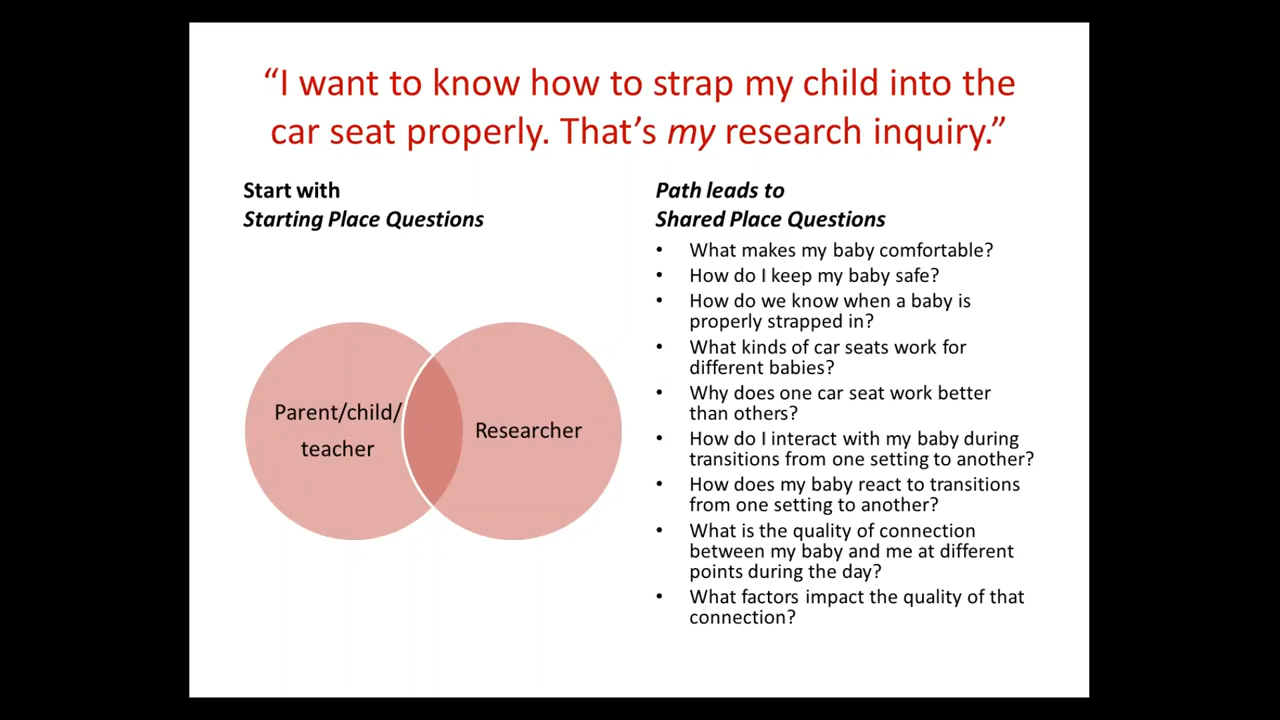 “I want to know how to strap my child into the
car seat properly. That’s my research inquiry.”
Start with
Starting Place Questions
Parent/child/
teacher
Researcher
Path leads to
Shared Place Questions
• What makes my baby comfortable?
• How do I keep my baby safe?
• How do we know when a baby is
properly strapped in?
• What kinds of car seats work for
different babies?
• Why does one car seat work better
than others?
• How do I interact with my baby during
transitions from one setting to another?
• How does my baby react to transitions
from one setting to another?
• What is the quality of connection
between my baby and me at different
points during the day?
• What factors impact the quality of that
connection?